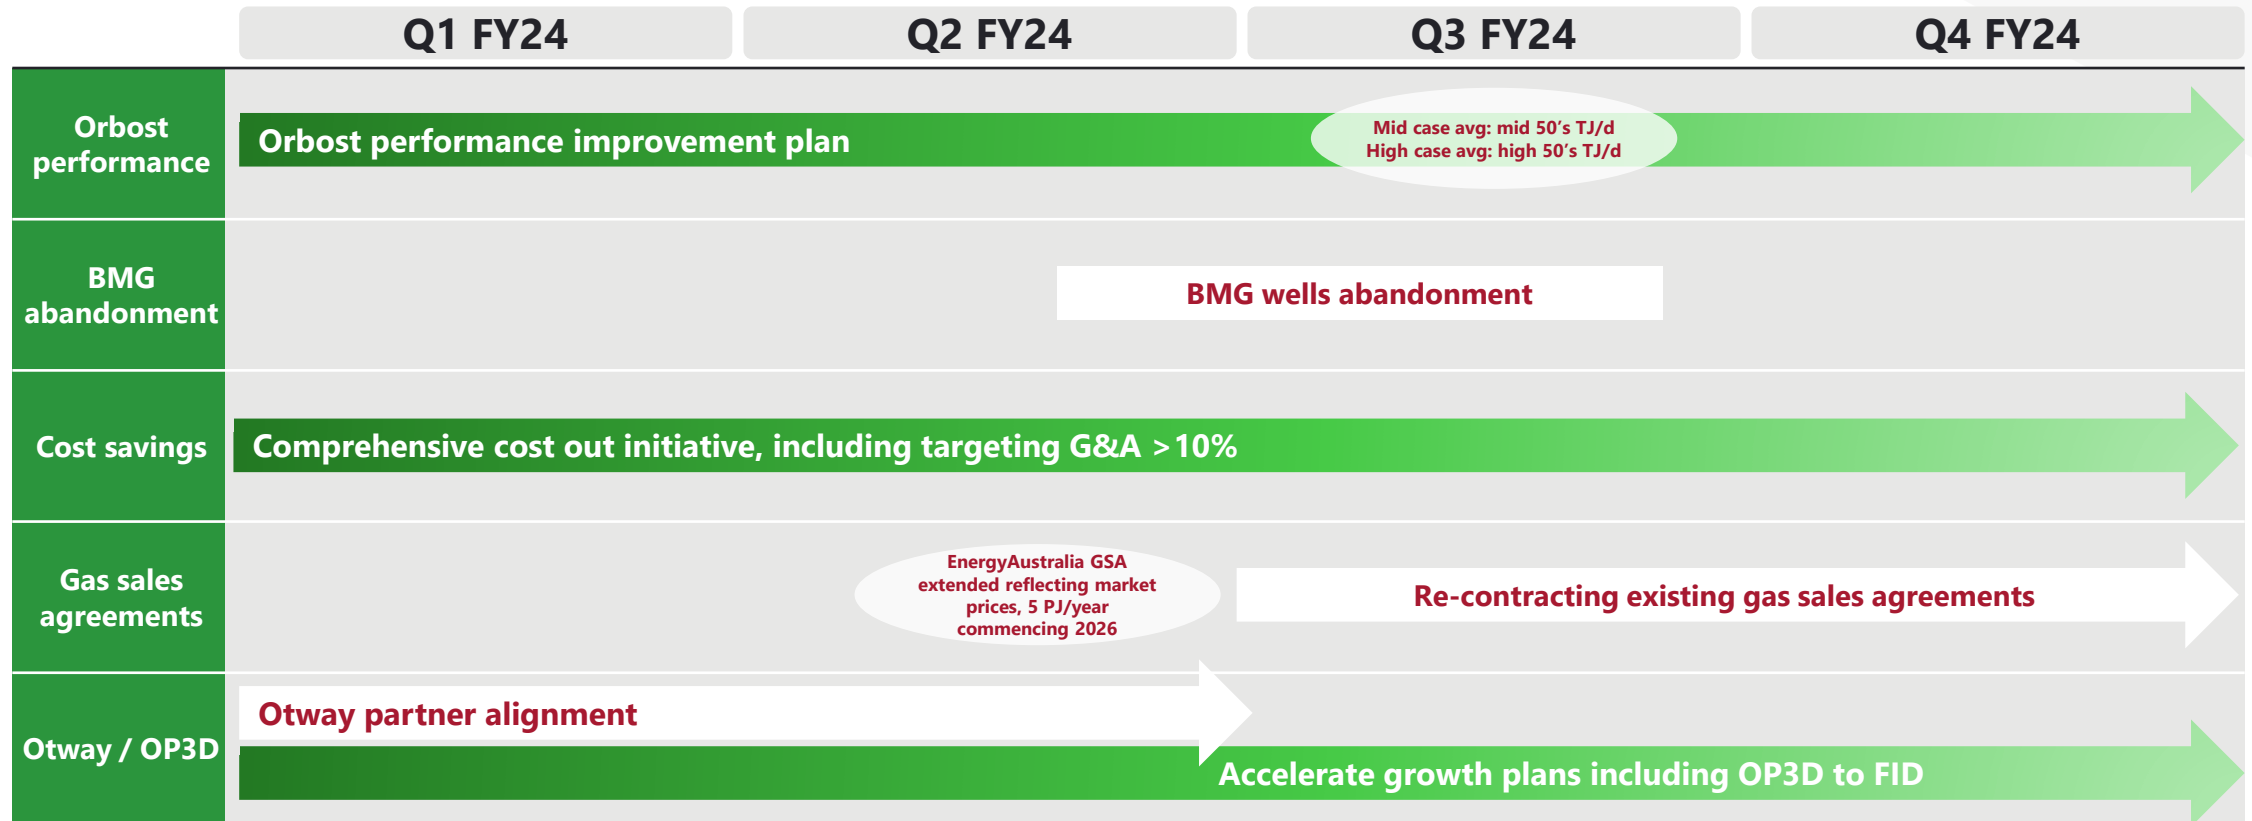 Q1 FY24
Q2 FY24
Q3 FY24
Q4 FY24
Orbost
performance
Orbost performance improvement plan
Mid case avg: mid 50's TJ/d
High case avg: high 50's TJ/d
BMG
abandonment
BMG wells abandonment
Cost savings
Comprehensive cost out initiative, including targeting G&A >10%
Gas sales
agreements
EnergyAustralia GSA
extended reflecting market
prices, 5 PJ/year
commencing 2026
Re-contracting existing gas sales agreements
Otway / OP3D
Otway partner alignment
Accelerate growth plans including OP3D to FID